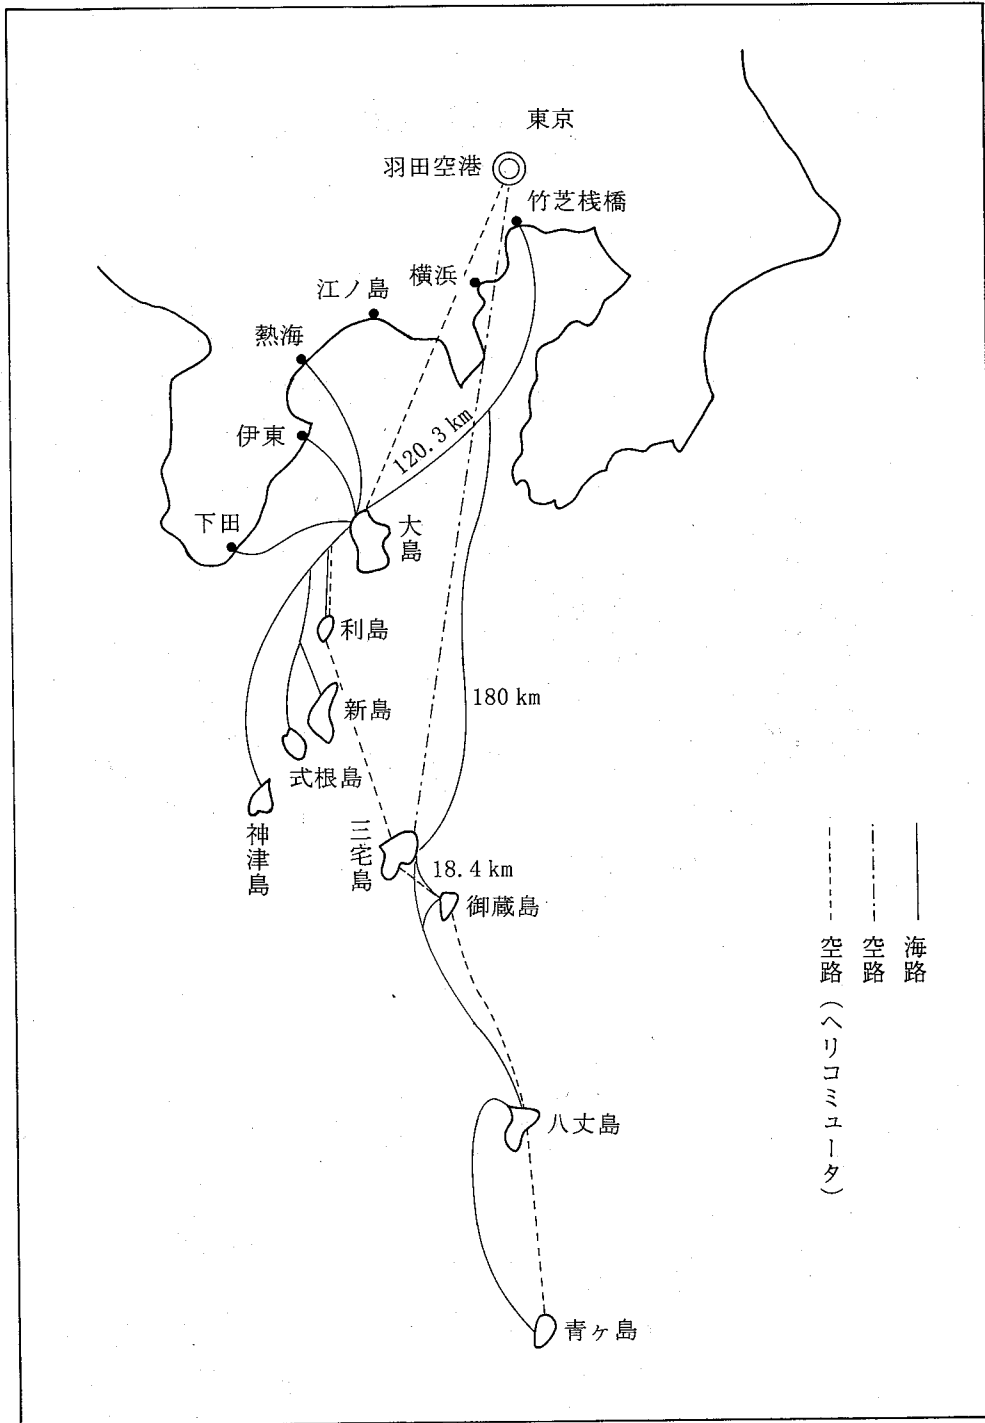 東京
羽田空港
竹芝桟橋
横浜
江ノ島
熱海
伊東
120.3 km
下田
大島
利島
180 km
新島
式根島
神津島
三宅島
18.4 km
御蔵島
海路
空路
空路(ヘリコミュータ)
八丈島
青ヶ島